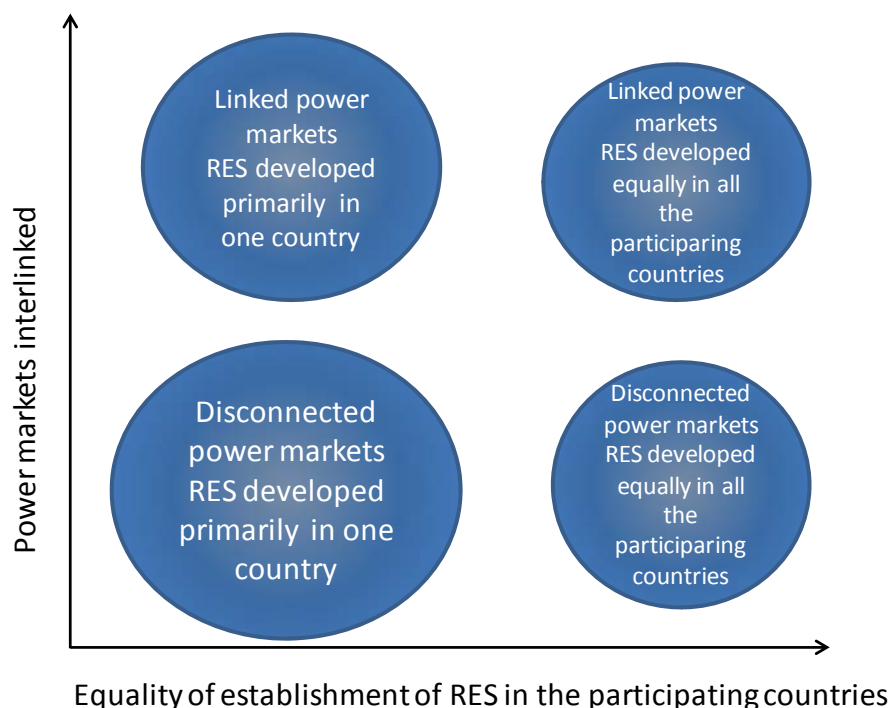 Power markets interlinked
Linked power
markets
RES developed
primarily in
one country
Linked power
markets
RES developed
equally in all
the
participaring
countries
Disconnected
power markets
RES developed
primarily in one
country
Disconnected
power markets
RES developed
equally in all
the
participaring
countries
Equality of establishment of RES in the participating countries